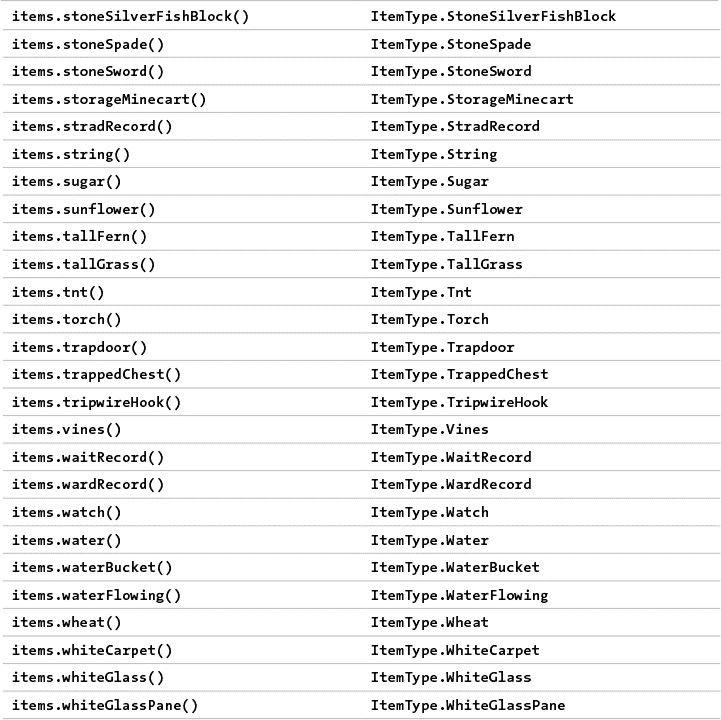 items.stoneSilverFishBlock() ItemType.StoneSilverFishBlock
items.stoneSpade() ItemType.StoneSpade
items.stoneSword() ItemType.StoneSword
items.storageMinecart() ItemType.StorageMinecart
items.stradRecord() ItemType.StradRecord
items.string() ItemType.String
items.sugar() ItemType.Sugar
items.sunflower() ItemType.Sunflower
items.tallFern() ItemType.TallFern
items.tallGrass() ItemType.TallGrass
items.tnt() ItemType.Tnt
items.torch() ItemType.Torch
items.trapdoor() ItemType.Trapdoor
items.trappedChest() ItemType.TrappedChest
items.tripwireHook() ItemType.TripwireHook
items.vines() ItemType.Vines
items.waitRecord() ItemType.WaitRecord
items.wardRecord() ItemType.WardRecord
items.watch() ItemType.Watch
items.water() ItemType.Water
items.waterBucket() ItemType.WaterBucket
items.waterFlowing() ItemType.WaterFlowing
items.wheat() ItemType.Wheat
items.whiteCarpet() ItemType.WhiteCarpet
items.whiteGlass() ItemType.WhiteGlass
items.whiteGlassPane() ItemType.WhiteGlassPane